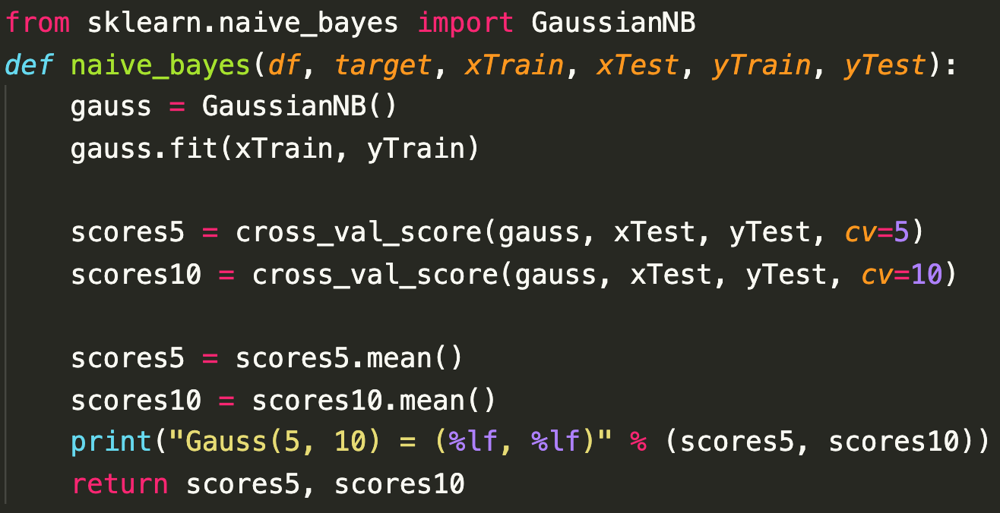 from sklearn.naive_bayes import GaussianNB
def naive_bayes(df, target, xTrain, xTest, yTrain, yTest):
    gauss = GaussianNB()
    gauss.fit(xTrain, yTrain)

    scores5 = cross_val_score(gauss, xTest, yTest, cv=5)
    scores10 = cross_val_score(gauss, xTest, yTest, cv=10)

    scores5 = scores5.mean()
    scores10 = scores10.mean()
    print("Gauss(5, 10) = (%lf, %lf)" % (scores5, scores10))
    return scores5, scores10